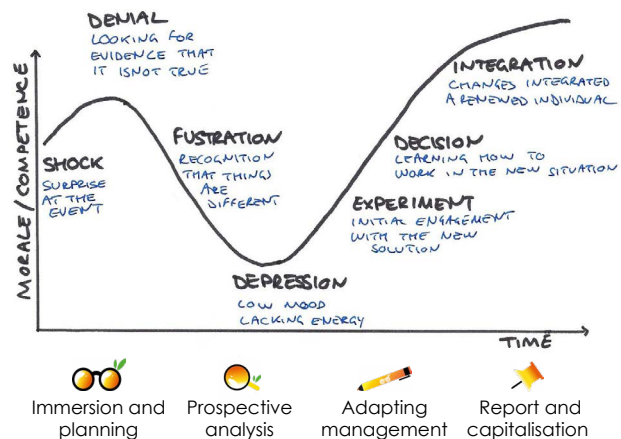 DENIAL
LOOKING FOR
EVIDENCE THAT
IT ISNOT TRUE
MORALE/COMPETENCE
SHOCK
SURPRISE
AT THE
EVENT
FUSTRATION
RECOGNITION
THAT THINGS
ARE
DIFFERENT
DEPRESSION
LOW MOOD
LACKING ENERGY
EXPERIMENT
INITIAL ENGAGEMENT
WITH THE NEW
SOLUTION
DECISION
LEARNING HOW TO
WORK IN THE NEW SITUATION
INTEGRATION
CHANGES INTEGRATED
A RENEWED INDIVIDUAL
TIME
Immersion and
planning
Prospective
analysis
Adapting
management
Report and
capitalisation